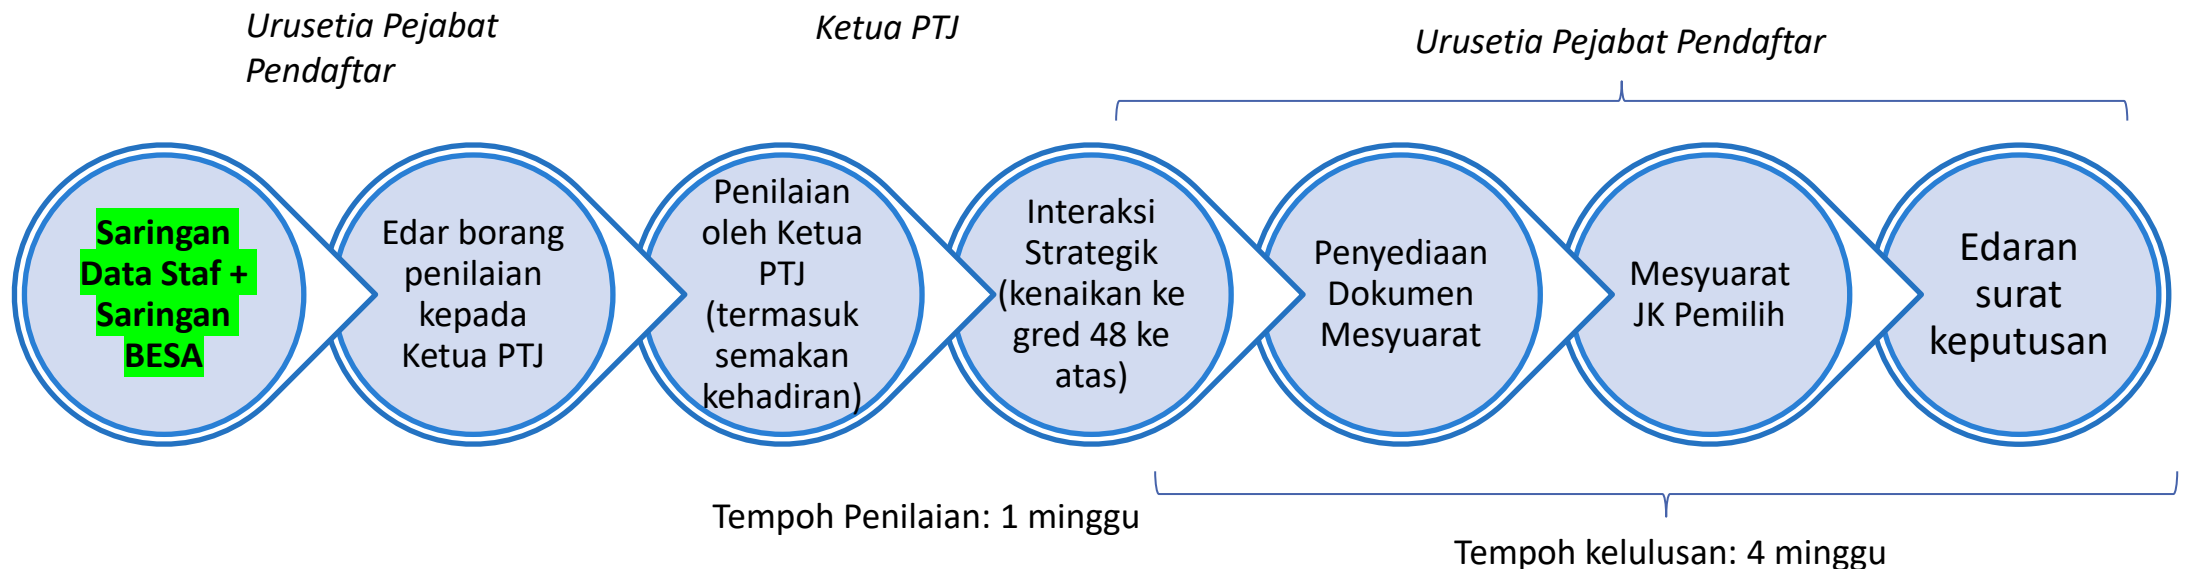 Urusetia Pejabat
Pendaftar
Ketua PTJ
Urusetia Pejabat Pendaftar
Saringan
Data Staf +
Saringan
BESA
Edar borang
penilaian
kepada
Ketua PTJ
Penilaian
oleh Ketua
PTJ
(termasuk
semakan
kehadiran)
Interaksi
Strategik
(kenaikan ke
gred 48 ke
atas)
Penyediaan
Dokumen
Mesyuarat
Mesyuarat
JK Pemilih
Edaran
surat
keputusan
Tempoh Penilaian: 1 minggu
Tempoh kelulusan: 4 minggu